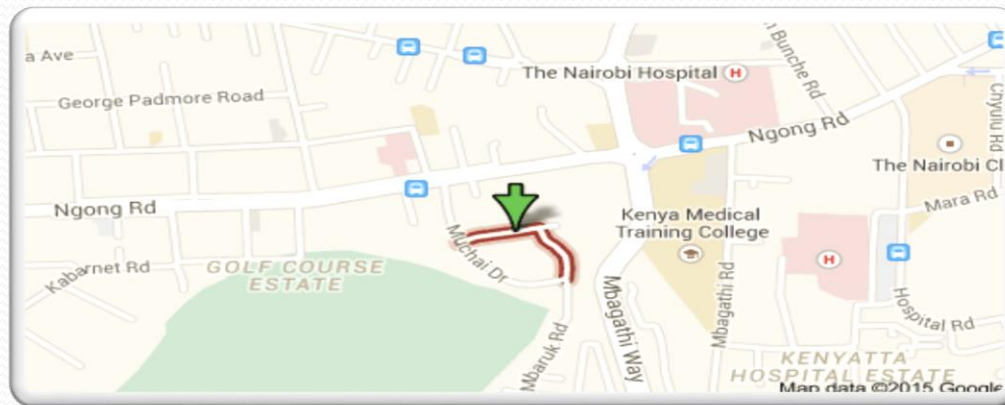 a Ave
The Nairobi Hospital
H
George Padmore Road
Ngong Rd
Chyulu Rd
The Nairobi Cl
Ngong Rd
Kenya Medical
Training College
Mara Rd
Muchai Dr
H
Kabarnet Rd
GOLF COURSE
ESTATE
Mbagathi Way
Mbagathi Rd
Hospital Rd
Mbaruk Rd
KENYATTA
HOSPITAL ESTATE
Map data ©2015 Google